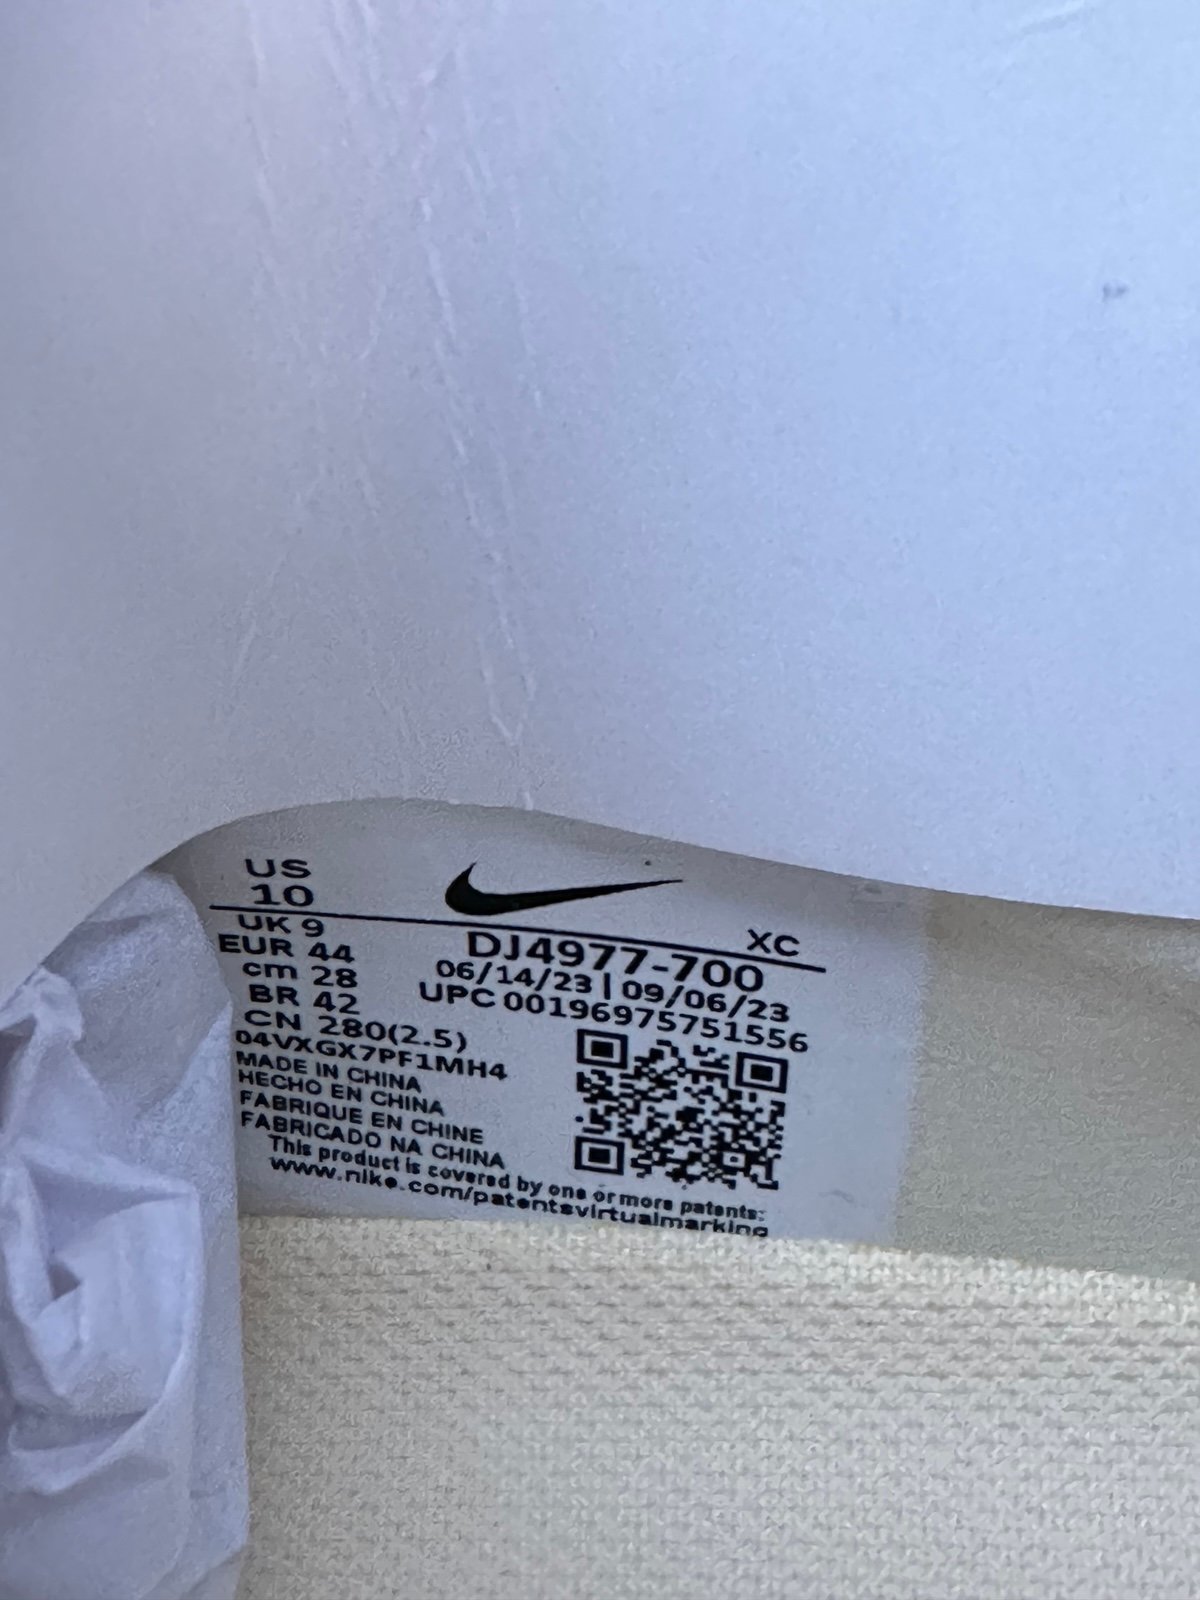 US
10
XC
UK 9
EUR 44
cm 28
BR 42
CN 280(2.5)
DJ4977-700
06/14/23 | 09/06/23
UPC 00196975751556
04VXGX7PF1MH4
MADE IN CHINA
HECHO EN CHINA
FABRIQUE EN CHINE
FABRICADO NA CHINA
This product is covered by one or more patents:
www.nike.com/patentsvirtualmarking